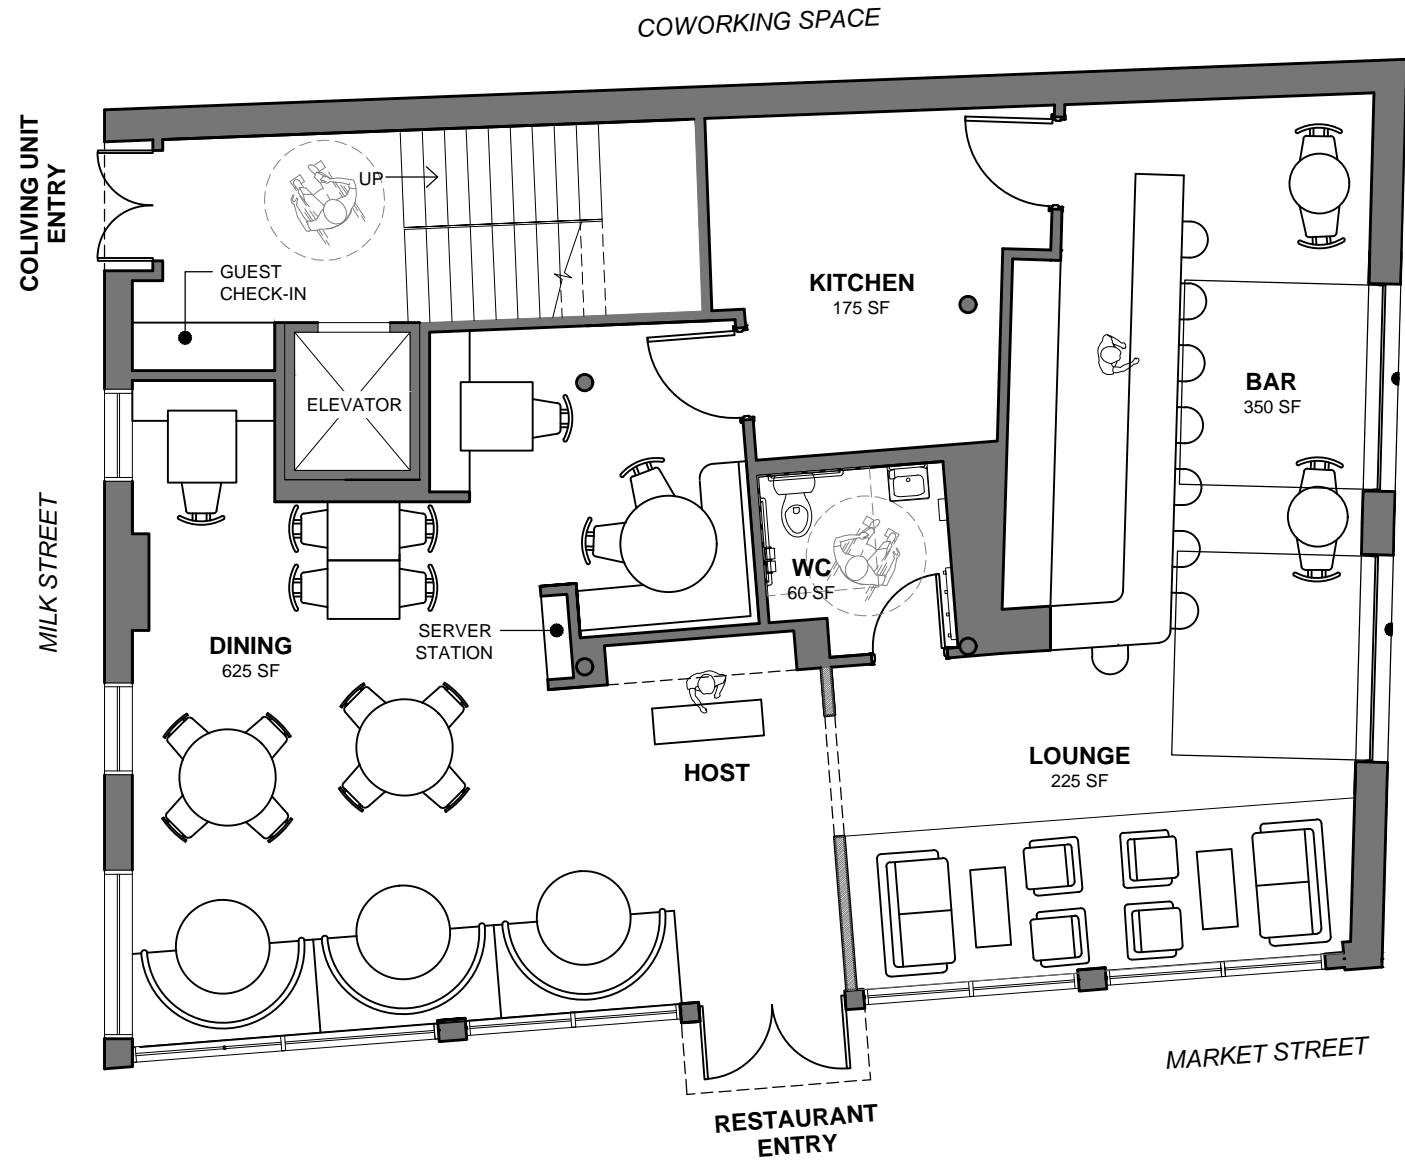 COWORKING SPACE
COLIVING UNIT
ENTRY
UP
GUEST
CHECK-IN
KITCHEN
175 SF
ELEVATOR
BAR
350 SF
MILK STREET
WC
60 SF
SERVER
STATION
DINING
625 SF
HOST
LOUNGE
225 SF
MARKET STREET
RESTAURANT
ENTRY